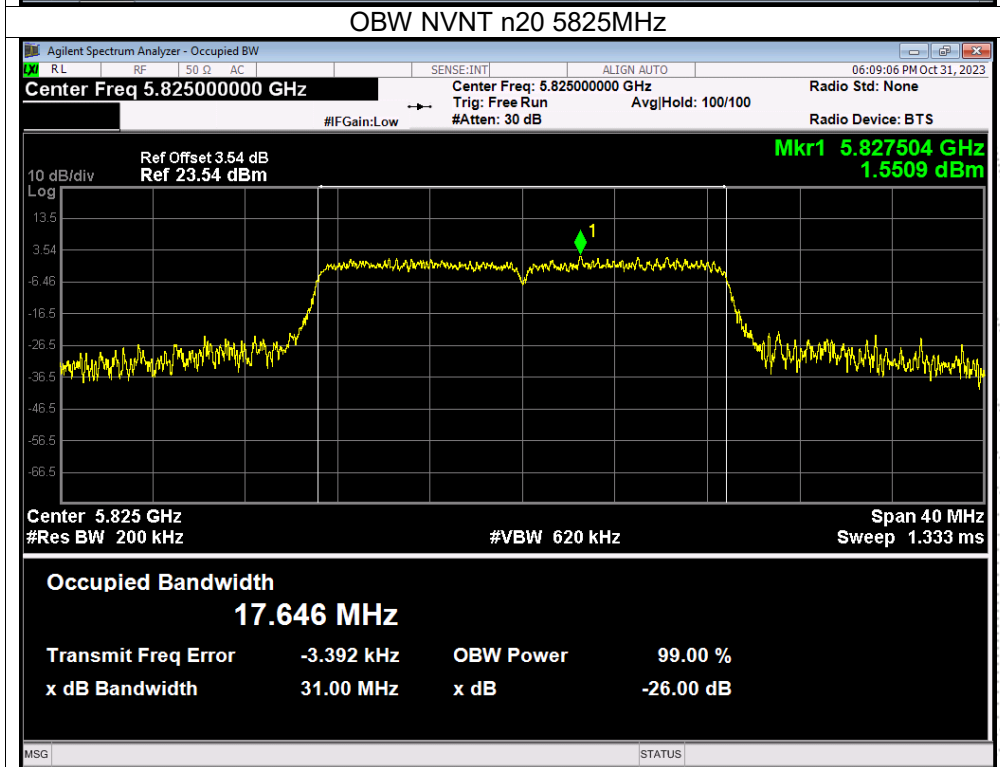 OBW NVNT n20 5825MHz
Agilent Spectrum Analyzer - Occupied BW
LXI RL RF 50 Ω AC SENSE:INT ALIGN AUTO 06:09:06 PM Oct 31, 2023
Center Freq 5.825000000 GHz Center Freq: 5.825000000 GHz Radio Std: None
Trig: Free Run Avg|Hold: 100/100
#IFGain:Low #Atten: 30 dB Radio Device: BTS
Ref Offset 3.54 dB Mkr1 5.827504 GHz
10 dB/div Ref 23.54 dBm 1.5509 dBm
Log
13.5
1
3.54
-6.46
-16.5
-26.5
-36.5
-46.5
-56.5
-66.5
Center 5.825 GHz Span 40 MHz
#Res BW 200 kHz #VBW 620 kHz Sweep 1.333 ms
Occupied Bandwidth
17.646 MHz
Transmit Freq Error -3.392 kHz OBW Power 99.00 %
x dB Bandwidth 31.00 MHz x dB -26.00 dB
MSG STATUS